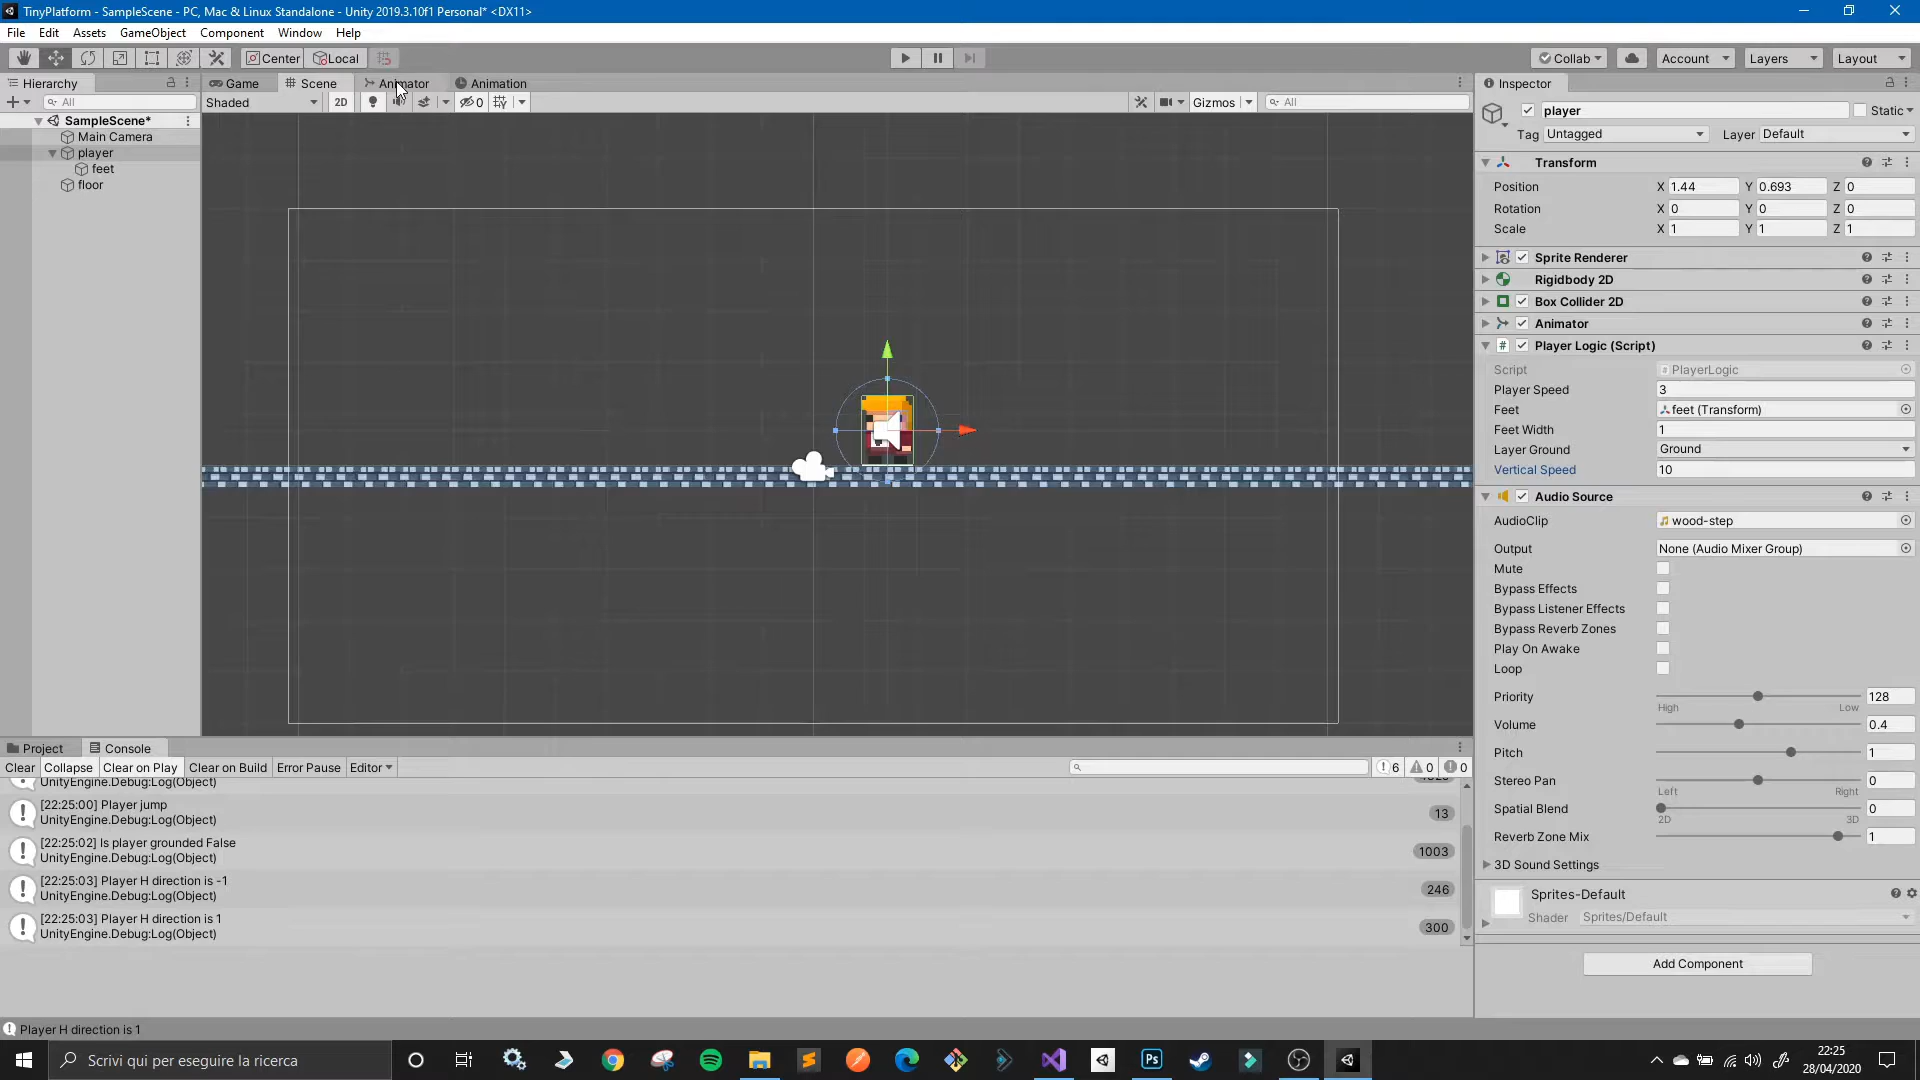 TinyPlatform - SampleScene - PC, Mac & Linux Standalone - Unity 2019.3.10f1 Personal* <DX11>
File Edit Assets GameObject Component Window Help
Center Local Collab Account Layers Layout
Hierarchy Game Scene Animator Animation Inspector
All Shaded 2D 0 Gizmos All
SampleScene*
Main Camera
player
feet
floor
player Static
Tag Untagged Layer Default
Transform
Position X 1.44 Y 0.693 Z 0
Rotation X 0 Y 0 Z 0
Scale X 1 Y 1 Z 1
Sprite Renderer
Rigidbody 2D
Box Collider 2D
Animator
Player Logic (Script)
Script PlayerLogic
Player Speed 3
Feet feet (Transform)
Feet Width 1
Layer Ground Ground
Vertical Speed 10
Audio Source
AudioClip wood-step
Output None (Audio Mixer Group)
Mute
Bypass Effects
Bypass Listener Effects
Bypass Reverb Zones
Play On Awake
Loop
Priority 128
High Low
Volume 0.4
Pitch 1
Stereo Pan 0
Left Right
Spatial Blend 0
2D 3D
Reverb Zone Mix 1
3D Sound Settings
Sprites-Default
Shader Sprites/Default
Add Component
Project Console
Clear Collapse Clear on Play Clear on Build Error Pause Editor 6 0 0
UnityEngine.Debug:Log(Object)
[22:25:00] Player jump
UnityEngine.Debug:Log(Object) 13
[22:25:02] Is player grounded False
UnityEngine.Debug:Log(Object) 1003
[22:25:03] Player H direction is -1
UnityEngine.Debug:Log(Object) 246
[22:25:03] Player H direction is 1
UnityEngine.Debug:Log(Object) 300
Player H direction is 1
Scrivi qui per eseguire la ricerca
Ps
22:25
28/04/2020